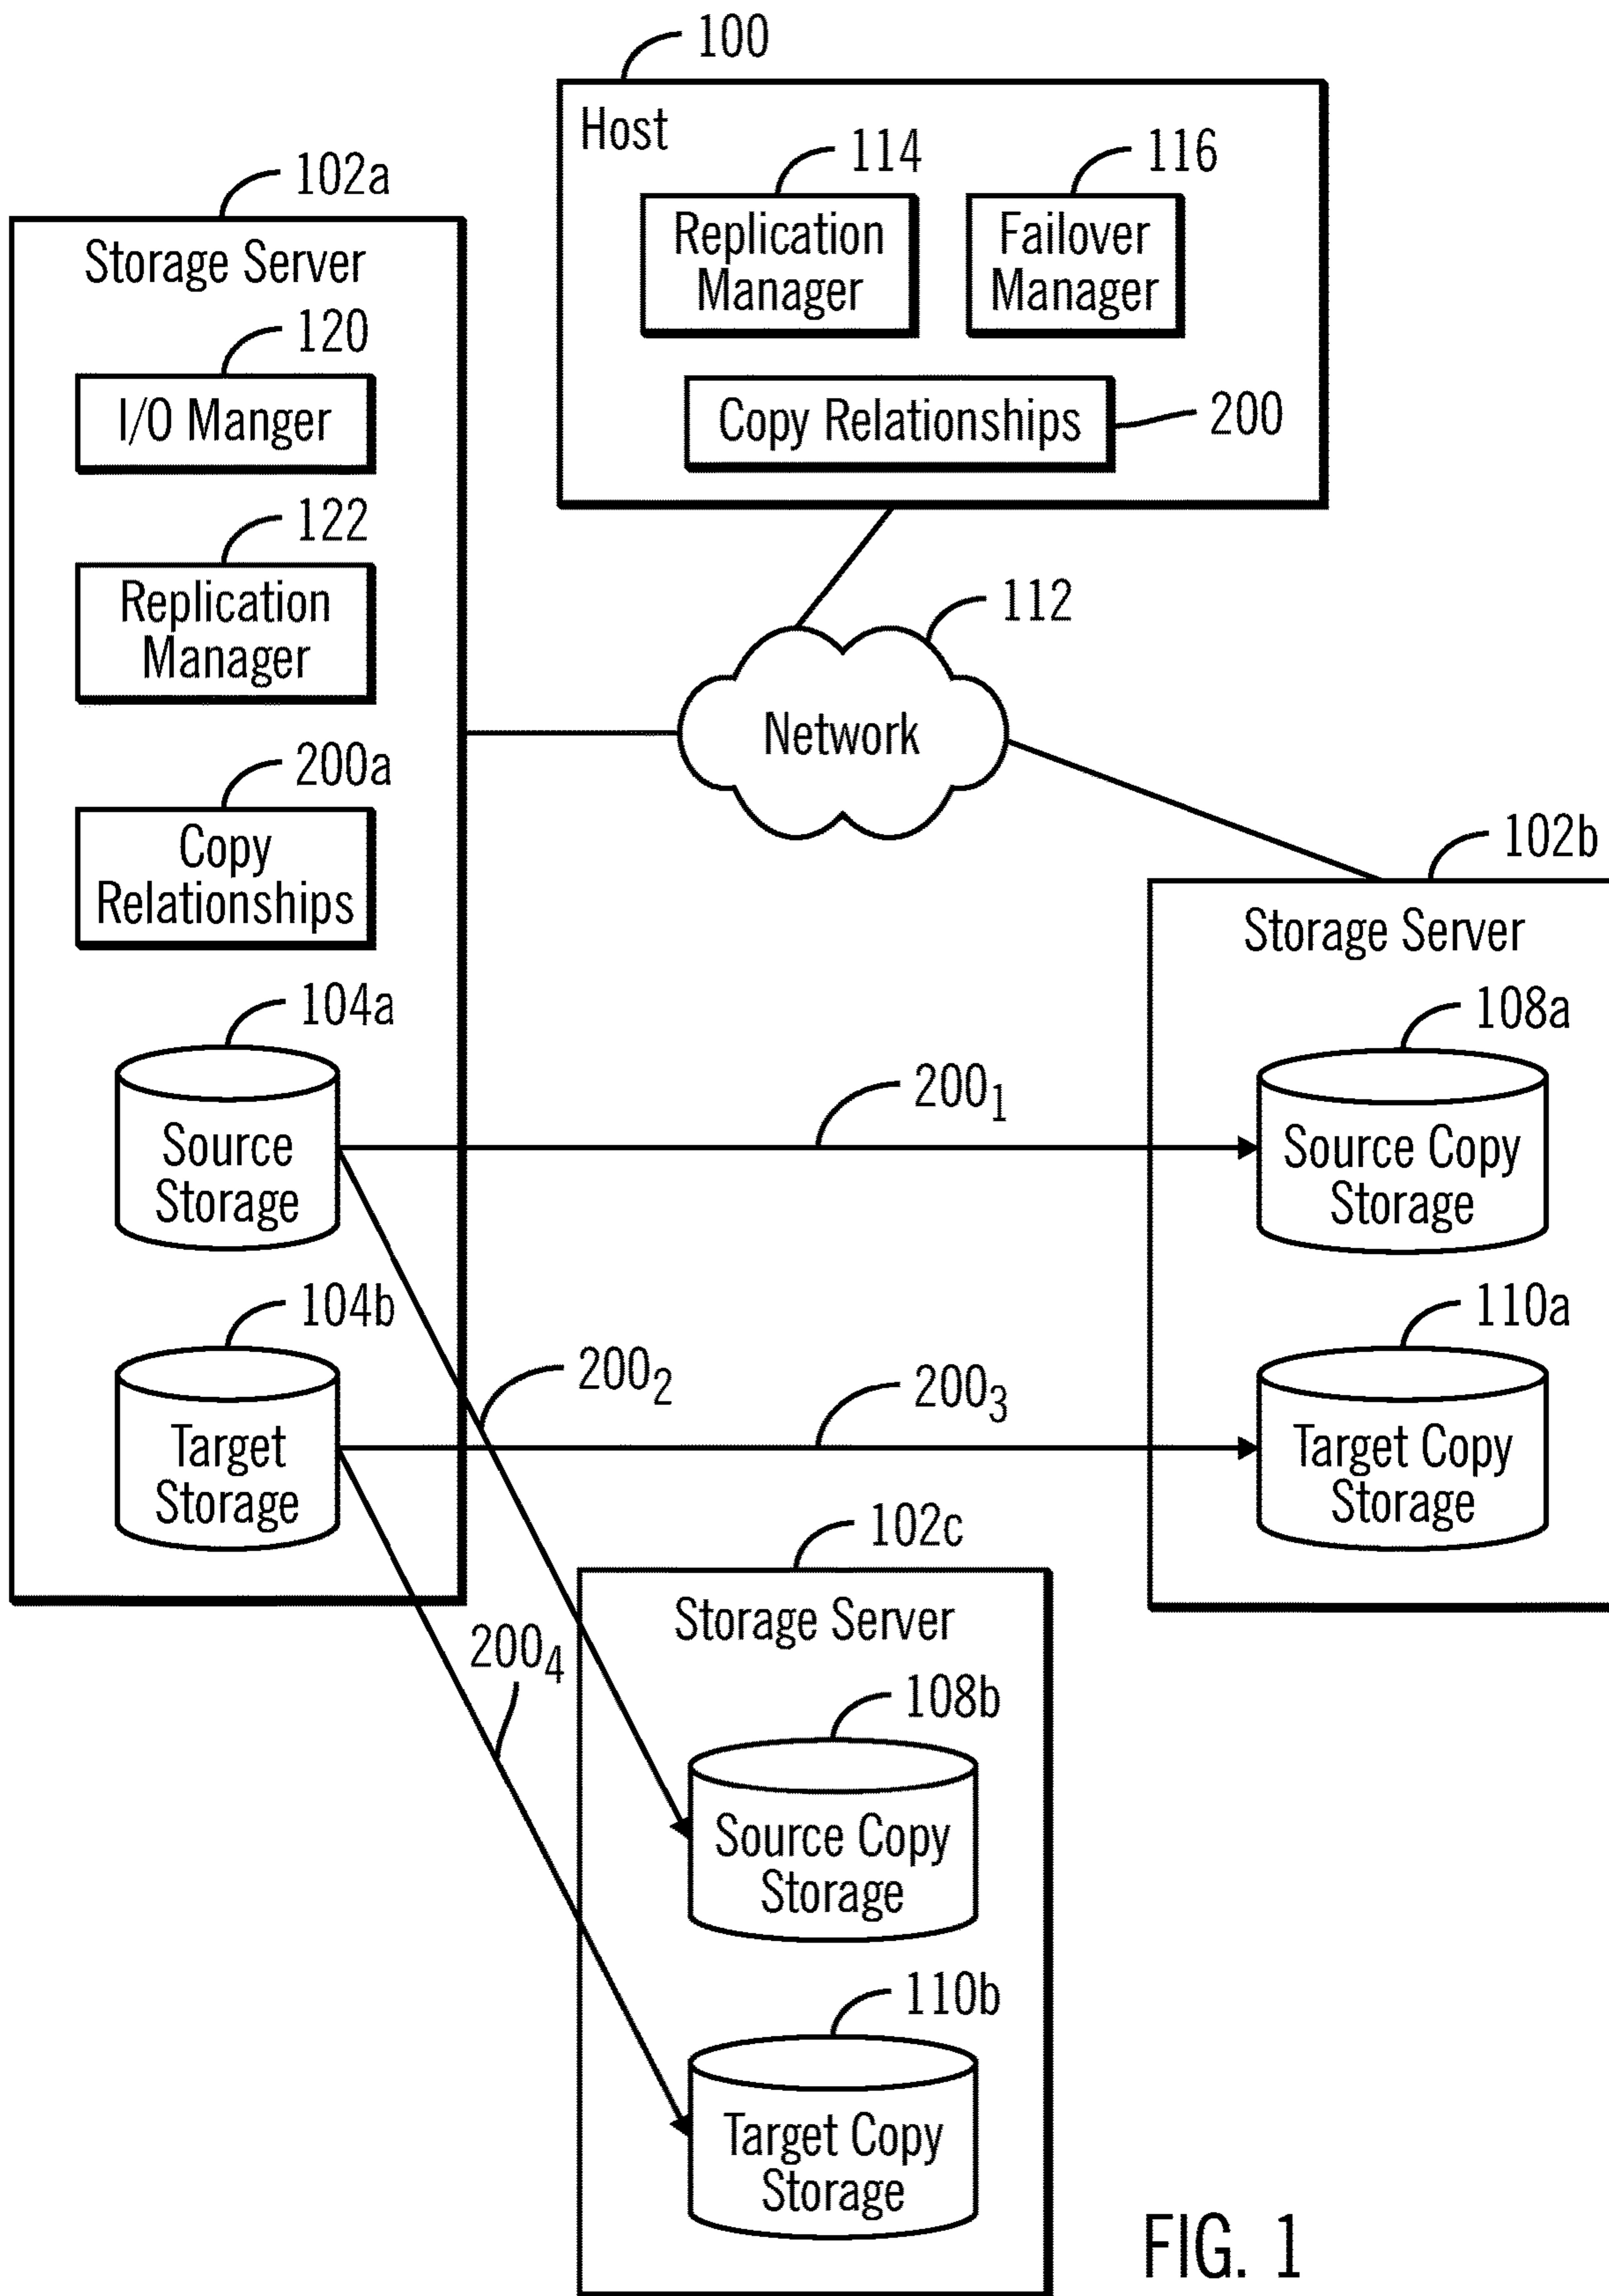 100
Host
114
116
Replication
Manager
Failover
Manager
Copy Relationships
200
102a
Storage Server
120
I/O Manger
122
Replication
Manager
200a
Copy
Relationships
112
Network
102b
Storage Server
104a
Source
Storage
108a
Source Copy
Storage
200₁
104b
Target
Storage
110a
Target Copy
Storage
200₂
200₃
200₄
102c
Storage Server
108b
Source Copy
Storage
110b
Target Copy
Storage
FIG. 1